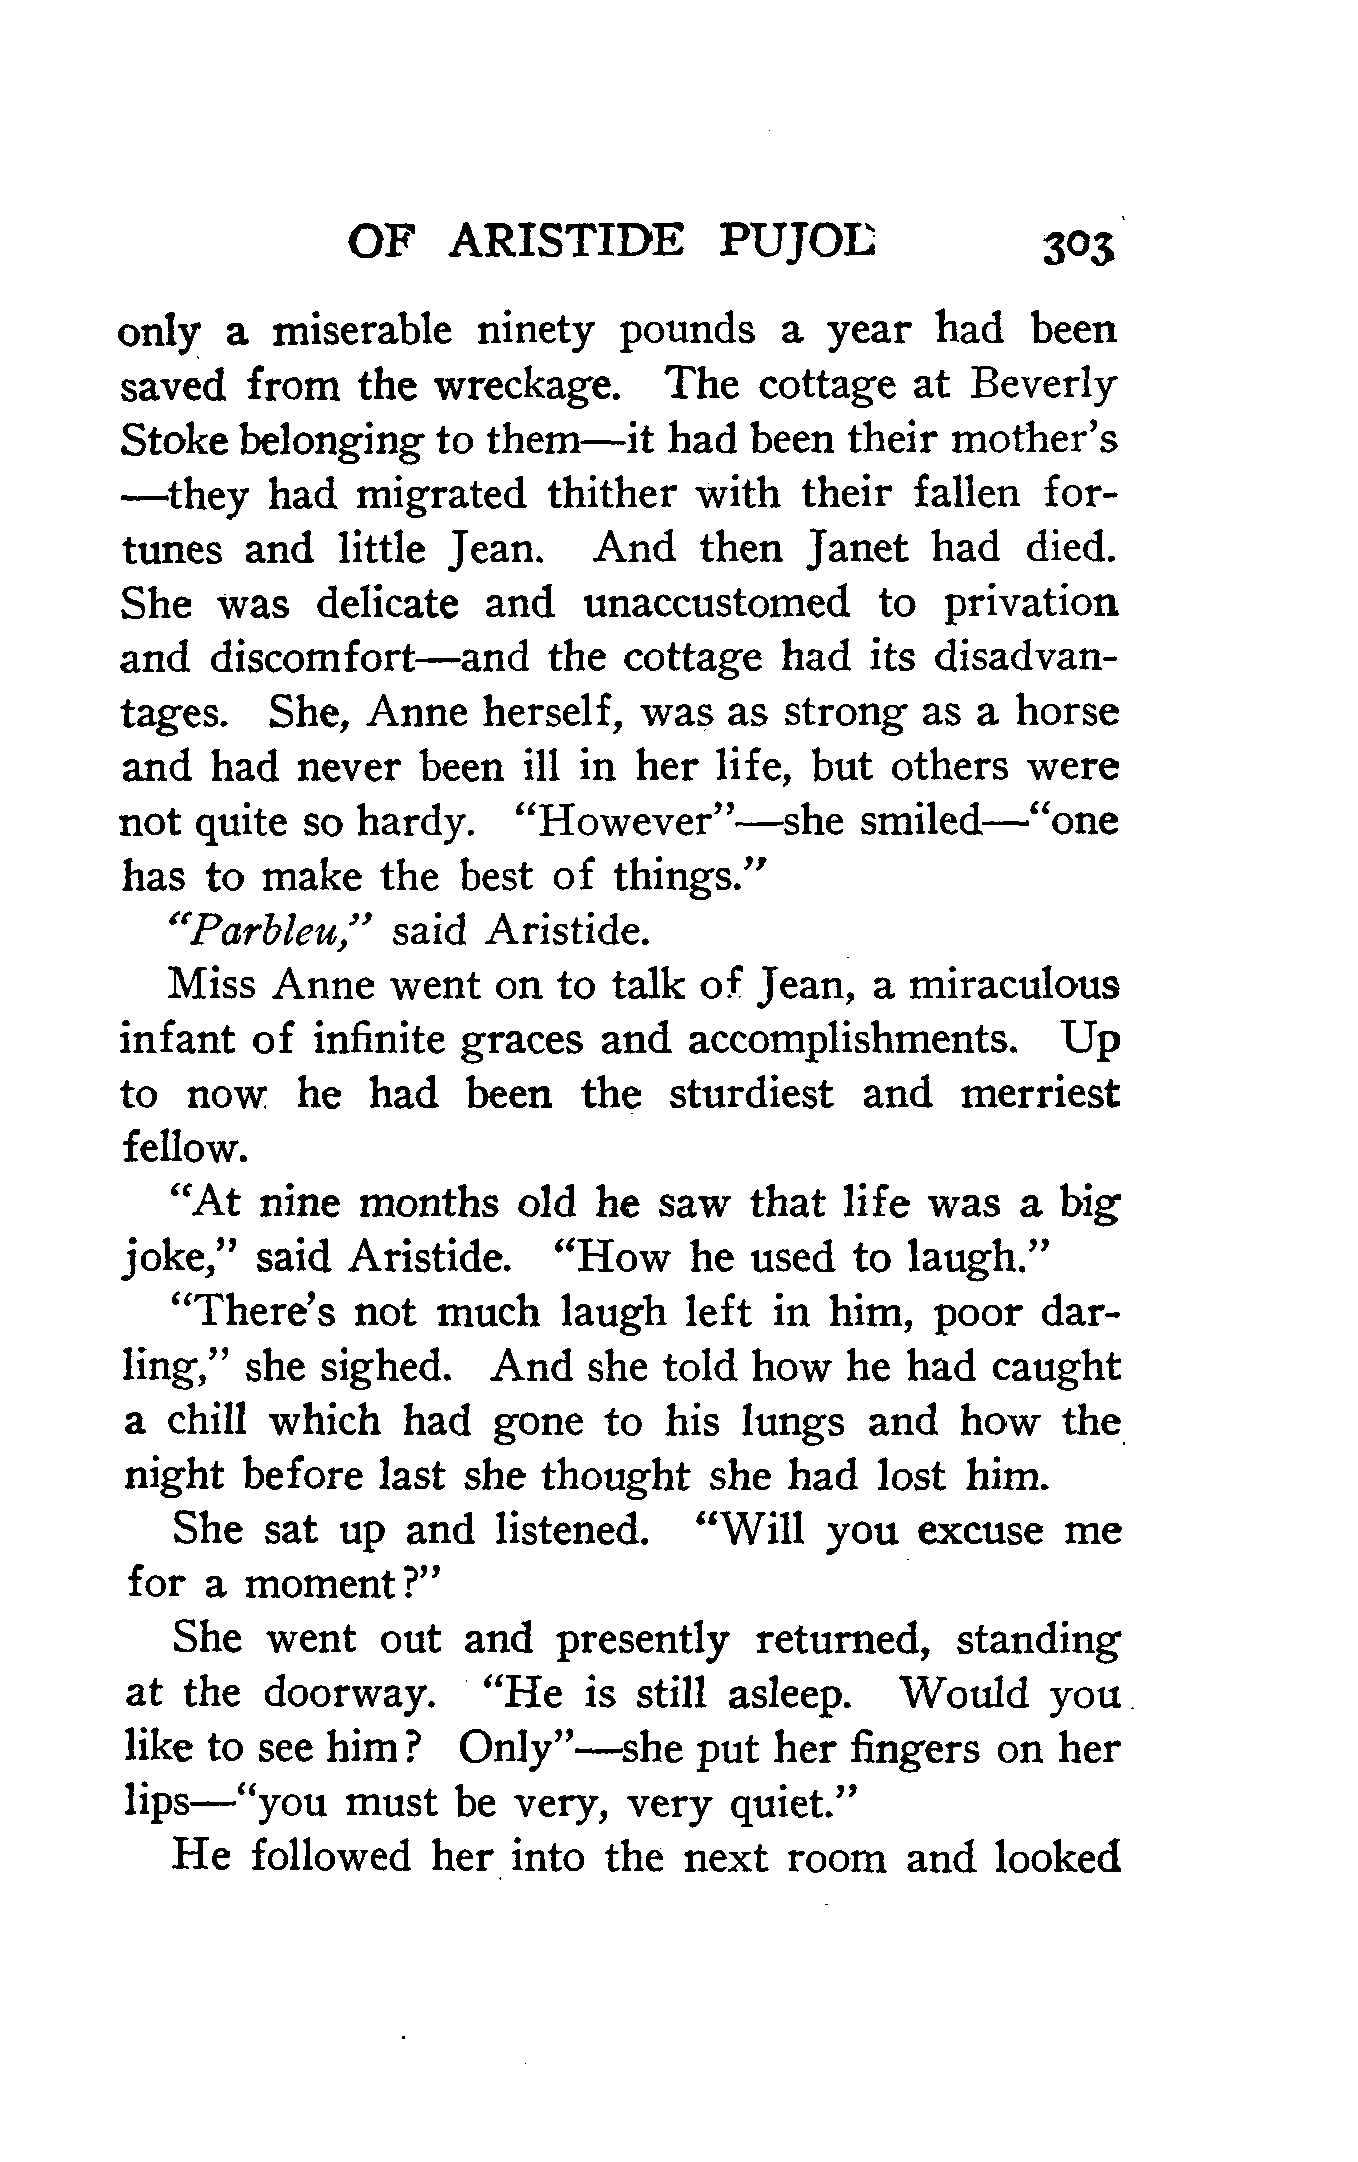 OF ARISTIDE PUJOL 303
only a miserable ninety pounds a year had been
saved from the wreckage. The cottage at Beverly
Stoke belonging to them—it had been their mother's
—they had migrated thither with their fallen for-
tunes and little Jean. And then Janet had died.
She was delicate and unaccustomed to privation
and discomfort—and the cottage had its disadvan-
tages. She, Anne herself, was as strong as a horse
and had never been ill in her life, but others were
not quite so hardy. "However"—she smiled—"one
has to make the best of things."
"Parbleu," said Aristide.
Miss Anne went on to talk of Jean, a miraculous
infant of infinite graces and accomplishments. Up
to now he had been the sturdiest and merriest
fellow.
"At nine months old he saw that life was a big
joke," said Aristide. "How he used to laugh."
"There's not much laugh left in him, poor dar-
ling," she sighed. And she told how he had caught
a chill which had gone to his lungs and how the
night before last she thought she had lost him.
She sat up and listened. "Will you excuse me
for a moment?"
She went out and presently returned, standing
at the doorway. "He is still asleep. Would you
like to see him? Only"—she put her fingers on her
lips—"you must be very, very quiet."
He followed her into the next room and looked